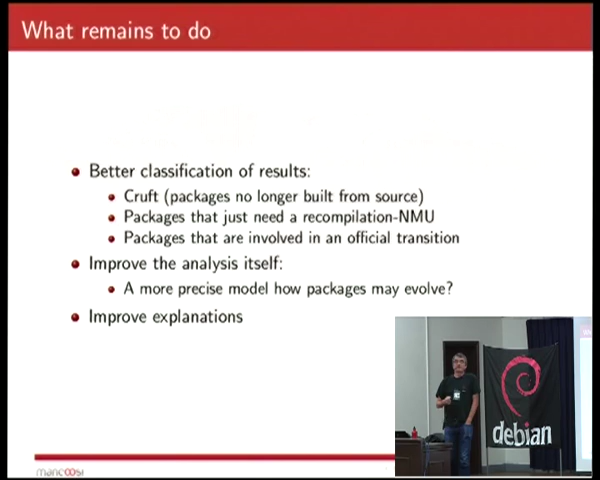 What remains to do
Better classification of results:
Cruft (packages no longer built from source)
Packages that just need a recompilation-NMU
Packages that are involved in an official transition
Improve the analysis itself:
A more precise model how packages may evolve?
Improve explanations
debian
mancoosi